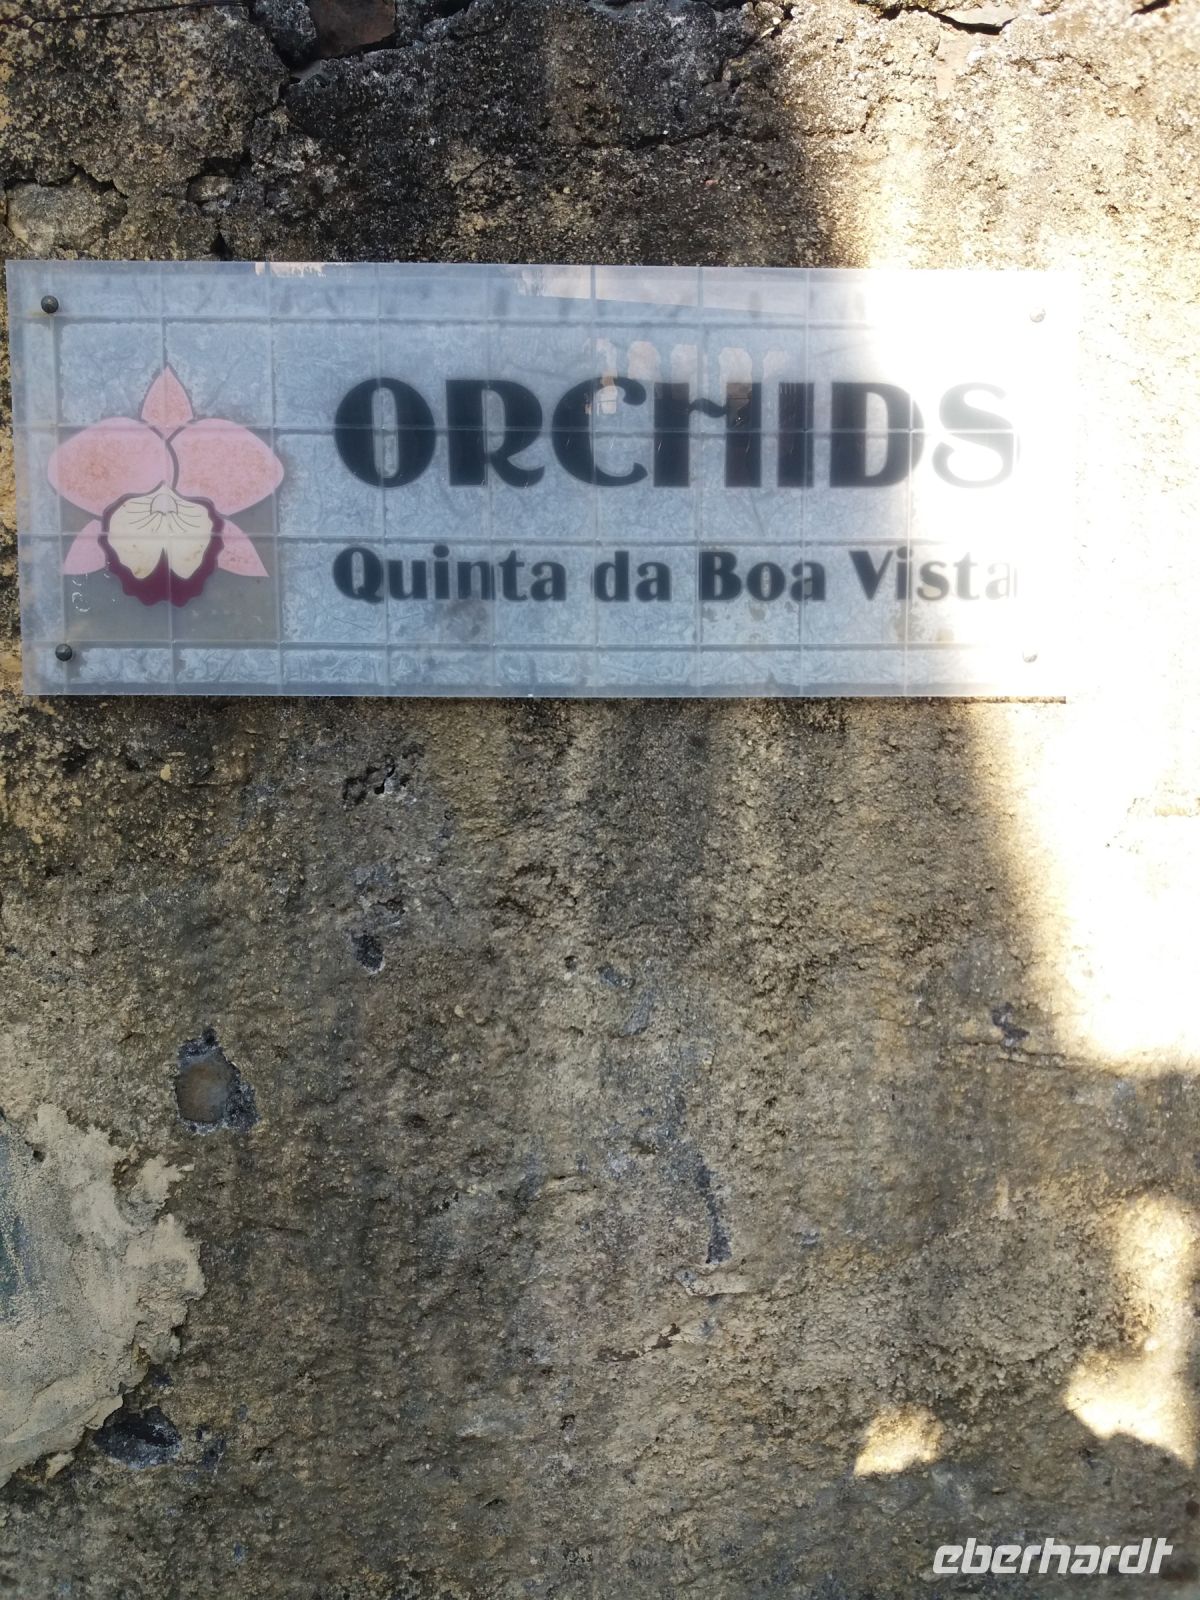 ORCHIDS
Quinta da Boa Vista
eberhardt